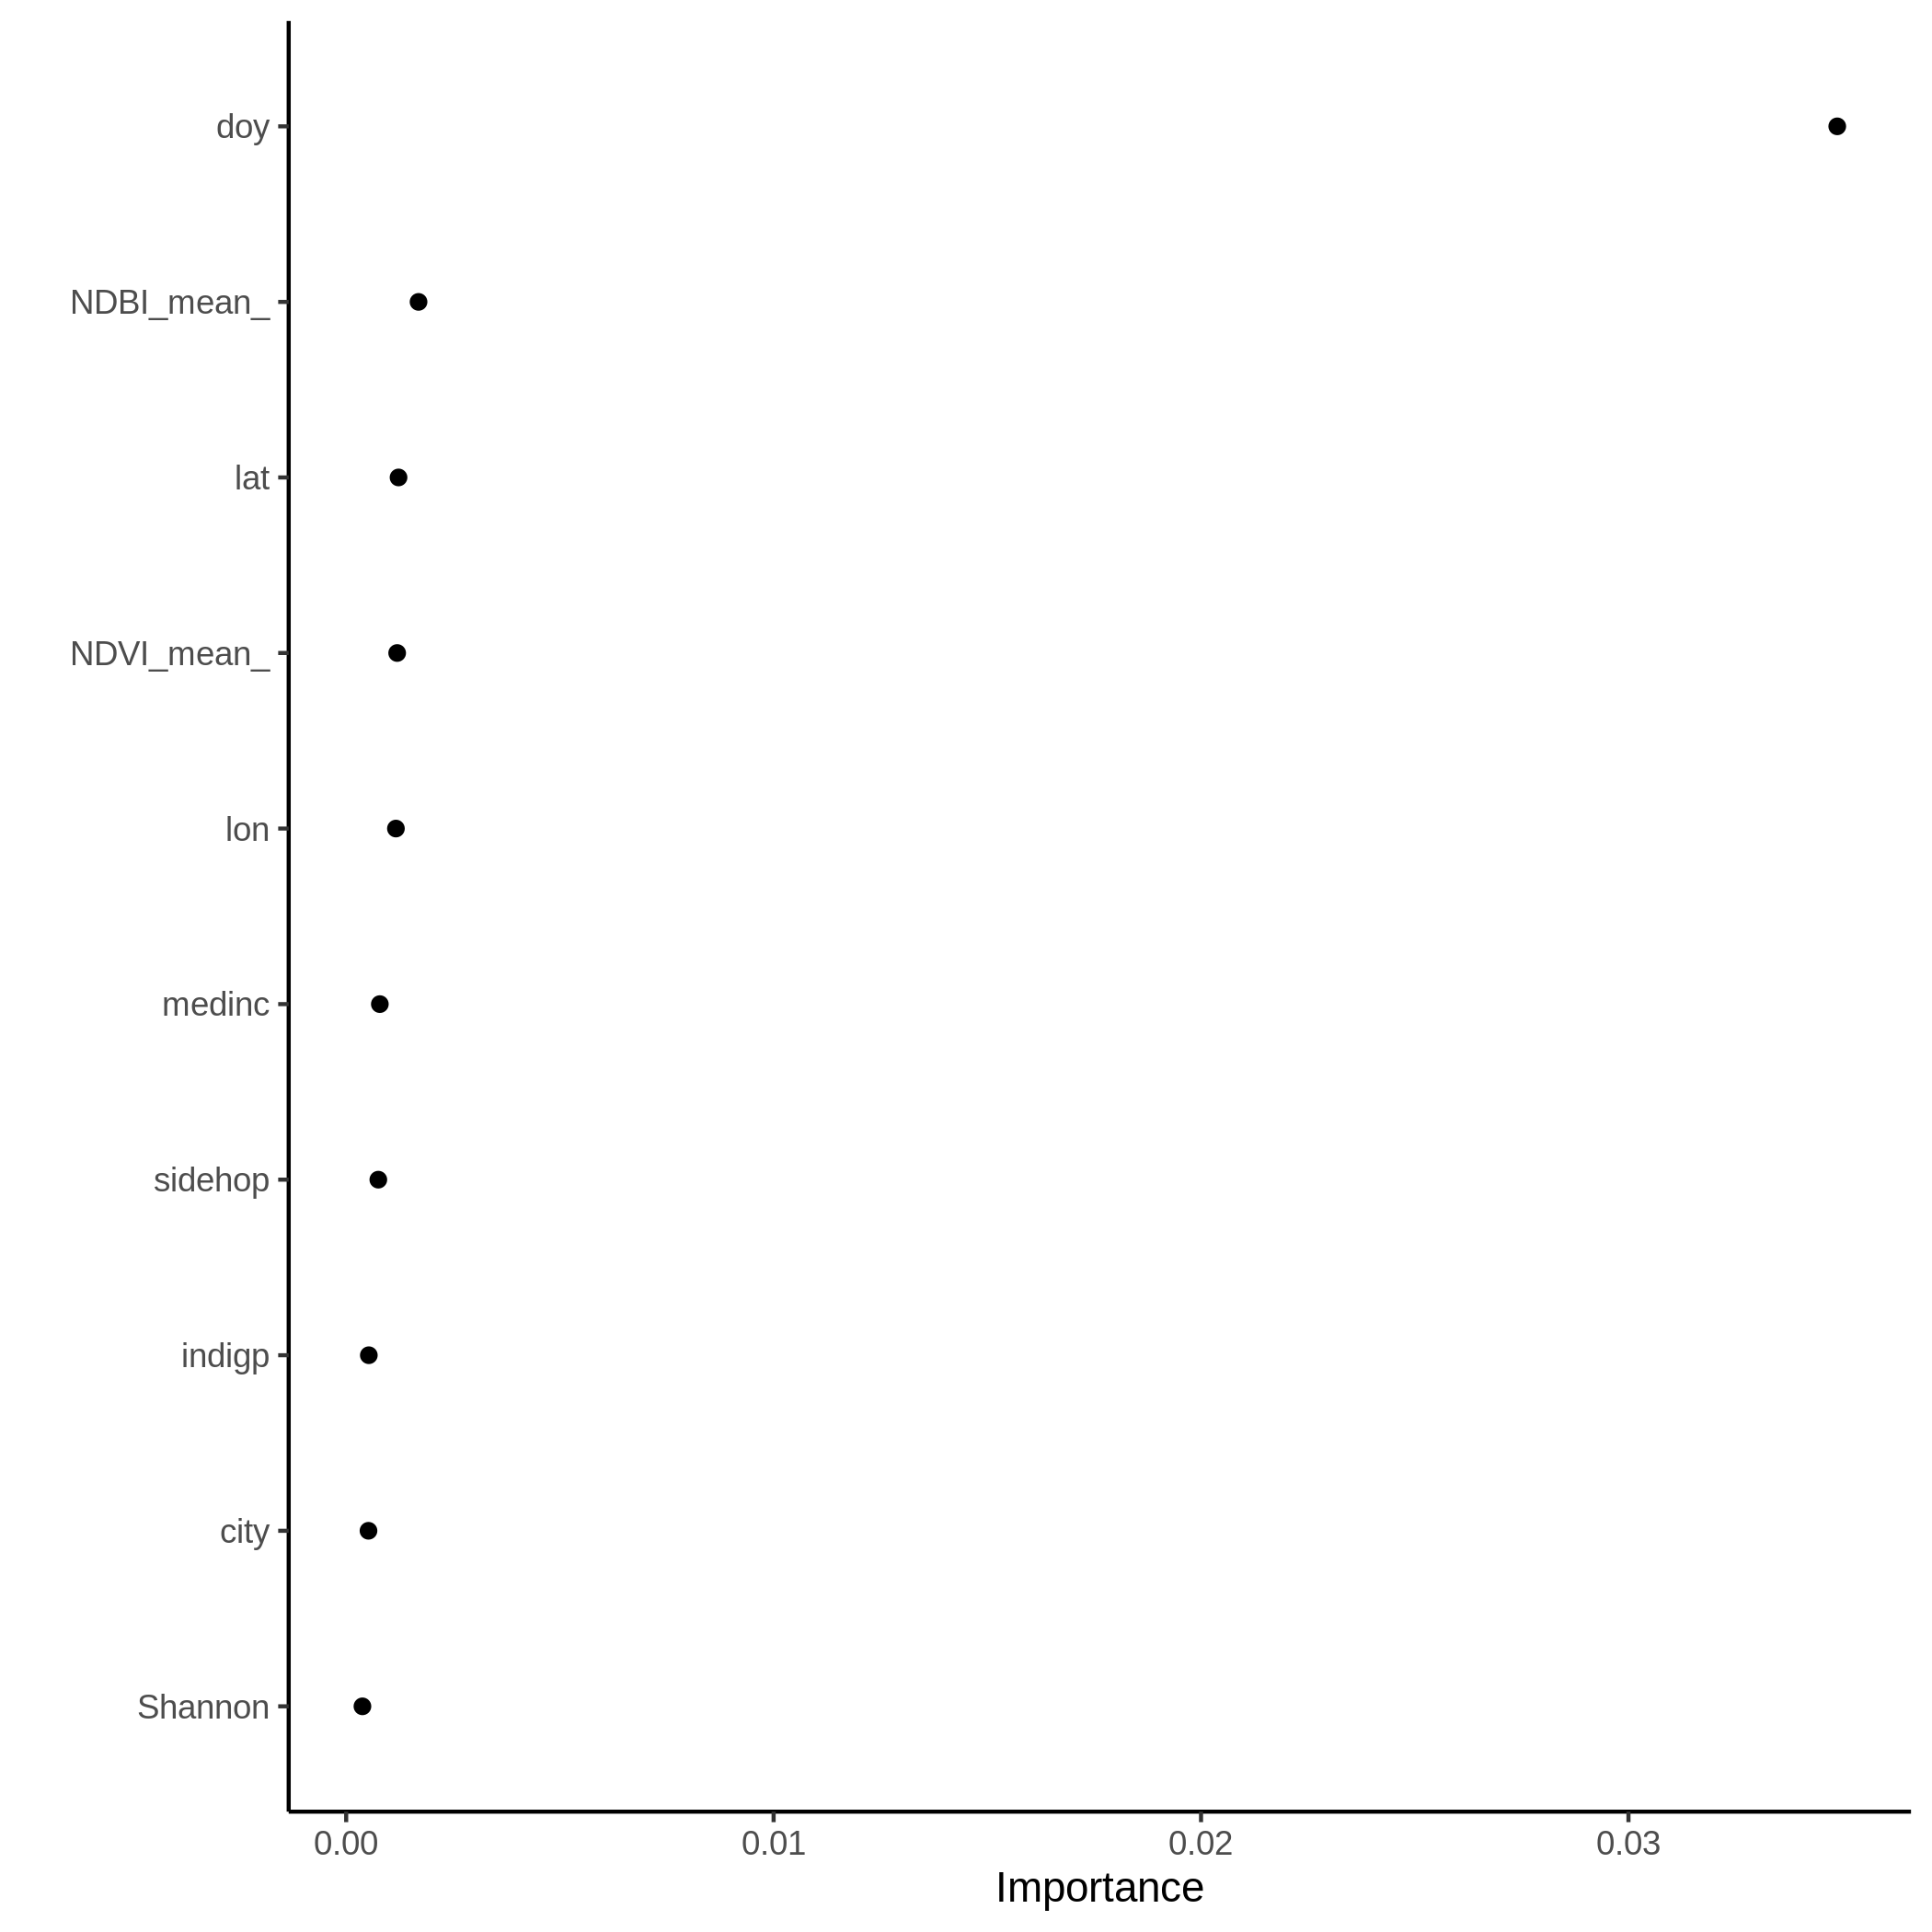 doy
NDBI_mean_
lat
NDVI_mean_
lon
medinc
sidehop
indigp
city
Shannon
0.00 0.01 0.02 0.03
Importance